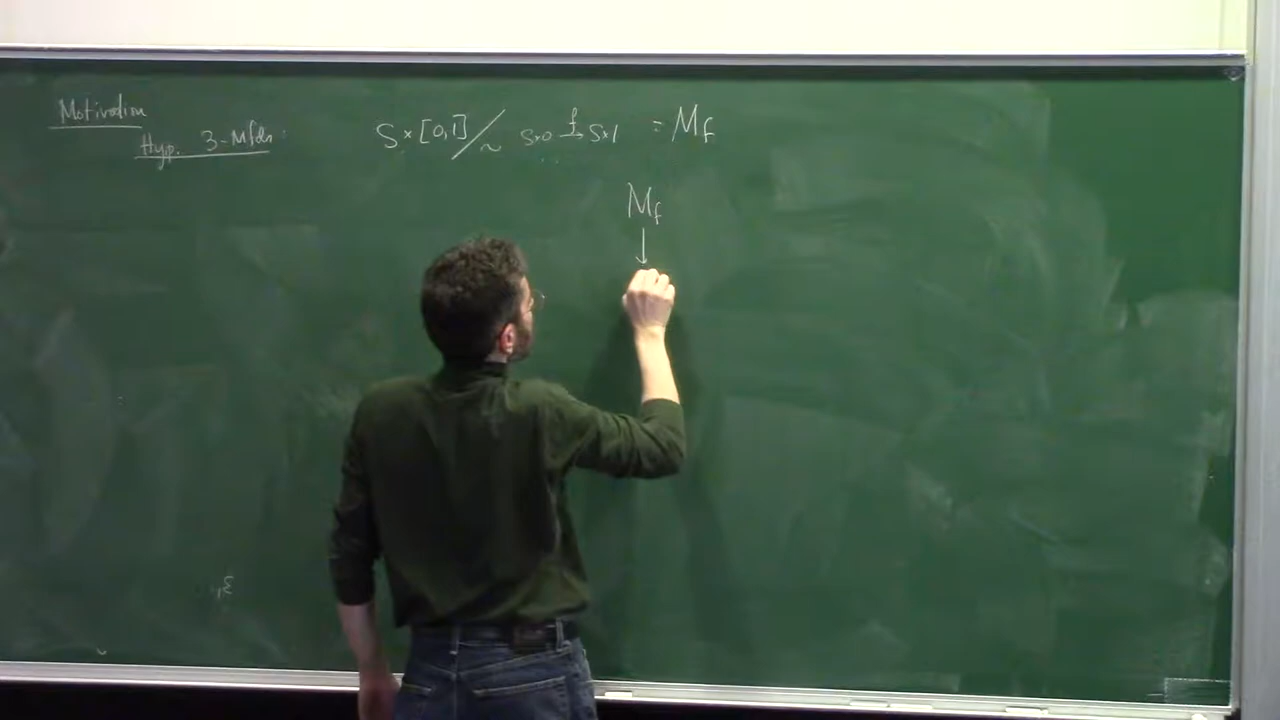 Motivation
Hyp. 3-Mfds:
S × [0,1] / ~ S×0 →f S×1 = M_f
M_f
↓